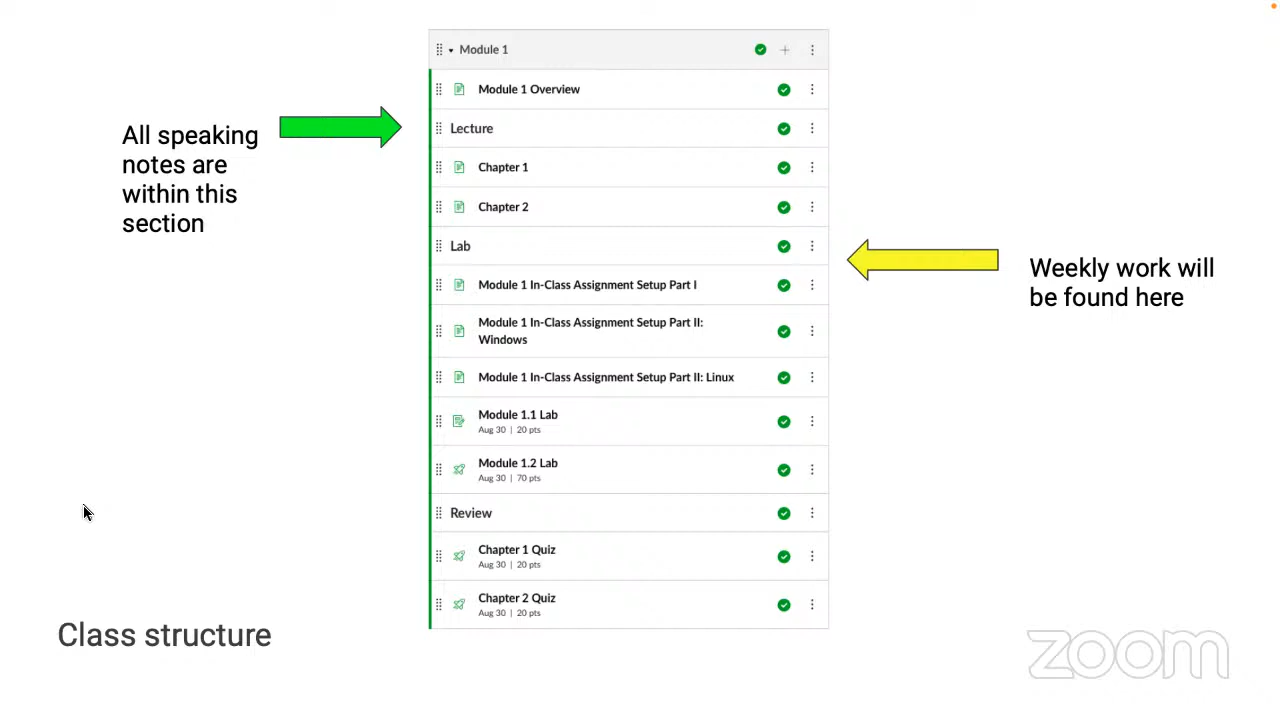 Module 1
Module 1 Overview
All speaking
notes are
within this
section
Lecture
Chapter 1
Chapter 2
Lab
Weekly work will
be found here
Module 1 In-Class Assignment Setup Part I
Module 1 In-Class Assignment Setup Part II:
Windows
Module 1 In-Class Assignment Setup Part II: Linux
Module 1.1 Lab
Aug 30 | 20 pts
Module 1.2 Lab
Aug 30 | 70 pts
Review
Chapter 1 Quiz
Aug 30 | 20 pts
Chapter 2 Quiz
Aug 30 | 20 pts
Class structure
zoom